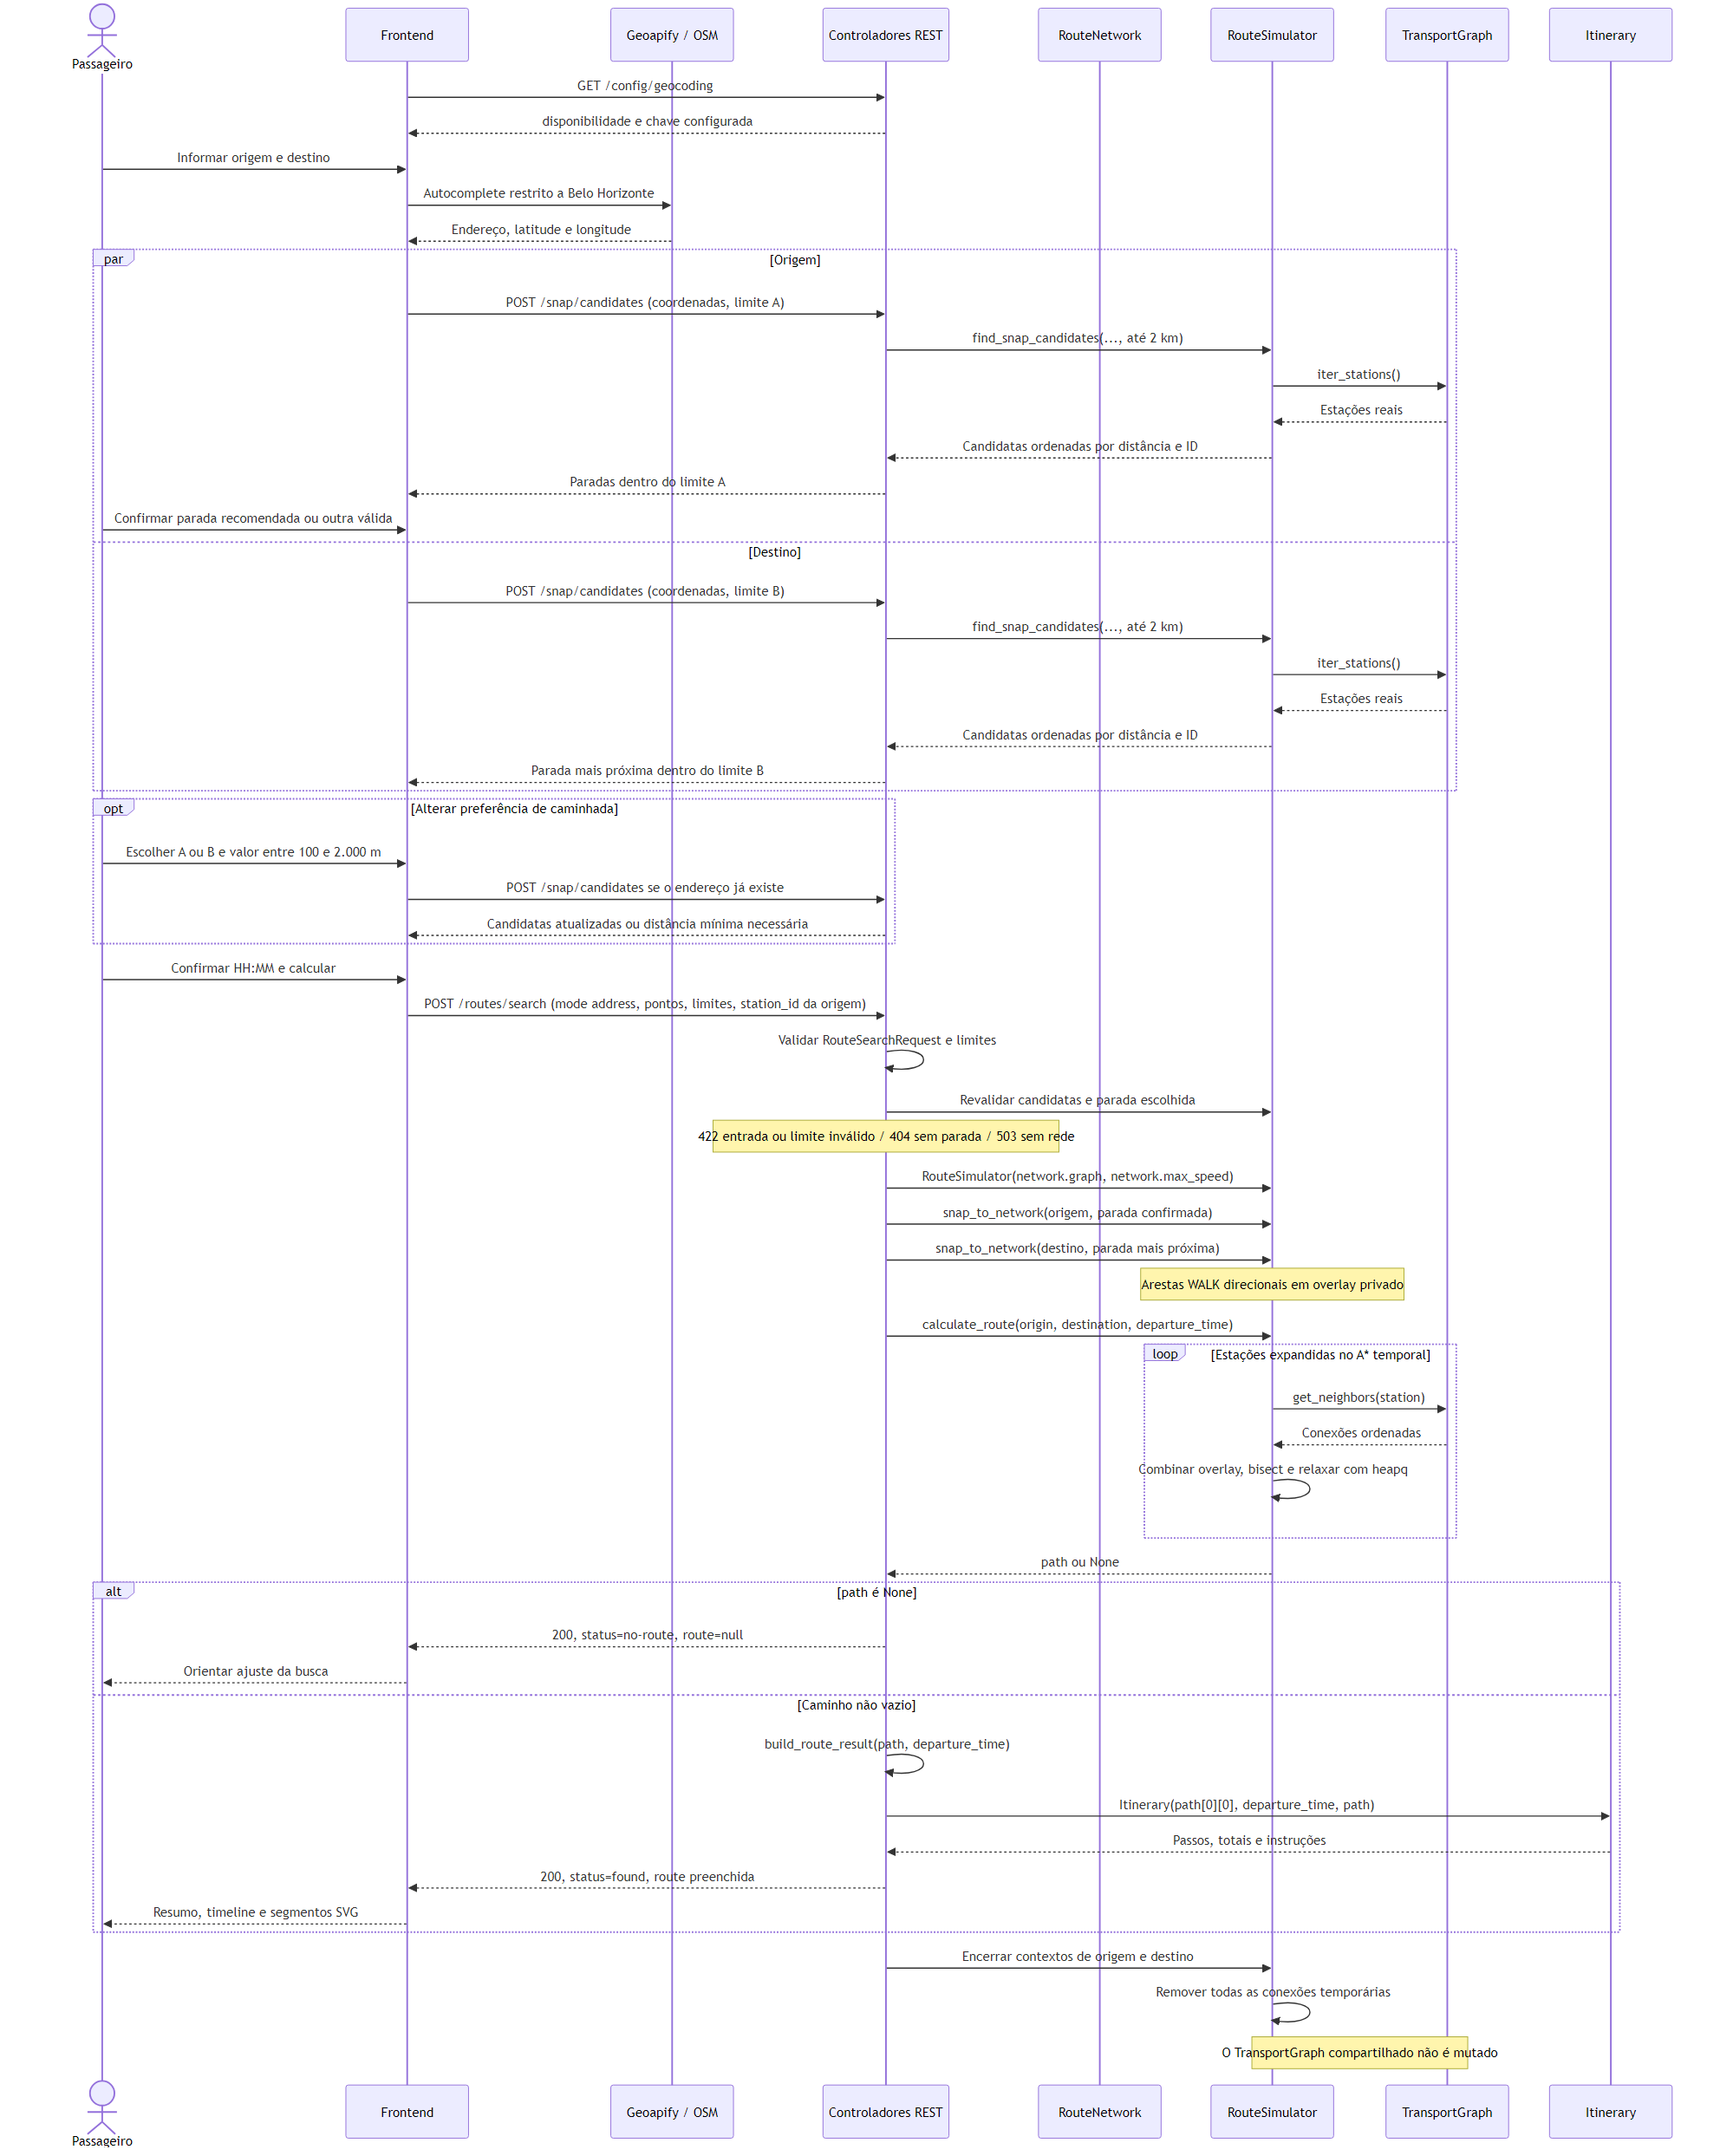 Passageiro
Frontend
Geoapify / OSM
Controladores REST
RouteNetwork
RouteSimulator
TransportGraph
Itinerary
GET /config/geocoding
disponibilidade e chave configurada
Informar origem e destino
Autocomplete restrito a Belo Horizonte
Endereço, latitude e longitude
par
[Origem]
POST /snap/candidates (coordenadas, limite A)
find_snap_candidates(..., até 2 km)
iter_stations()
Estações reais
Candidatas ordenadas por distância e ID
Paradas dentro do limite A
Confirmar parada recomendada ou outra válida
[Destino]
POST /snap/candidates (coordenadas, limite B)
find_snap_candidates(..., até 2 km)
iter_stations()
Estações reais
Candidatas ordenadas por distância e ID
Parada mais próxima dentro do limite B
opt
[Alterar preferência de caminhada]
Escolher A ou B e valor entre 100 e 2.000 m
POST /snap/candidates se o endereço já existe
Candidatas atualizadas ou distância mínima necessária
Confirmar HH:MM e calcular
POST /routes/search (mode address, pontos, limites, station_id da origem)
Validar RouteSearchRequest e limites
Revalidar candidatas e parada escolhida
422 entrada ou limite inválido / 404 sem parada / 503 sem rede
RouteSimulator(network.graph, network.max_speed)
snap_to_network(origem, parada confirmada)
snap_to_network(destino, parada mais próxima)
Arestas WALK direcionais em overlay privado
calculate_route(origin, destination, departure_time)
loop
[Estações expandidas no A* temporal]
get_neighbors(station)
Conexões ordenadas
Combinar overlay, bisect e relaxar com heapq
path ou None
alt
[path é None]
200, status=no-route, route=null
Orientar ajuste da busca
[Caminho não vazio]
build_route_result(path, departure_time)
Itinerary(path[0][0], departure_time, path)
Passos, totais e instruções
200, status=found, route preenchida
Resumo, timeline e segmentos SVG
Encerrar contextos de origem e destino
Remover todas as conexões temporárias
O TransportGraph compartilhado não é mutado
Passageiro
Frontend
Geoapify / OSM
Controladores REST
RouteNetwork
RouteSimulator
TransportGraph
Itinerary